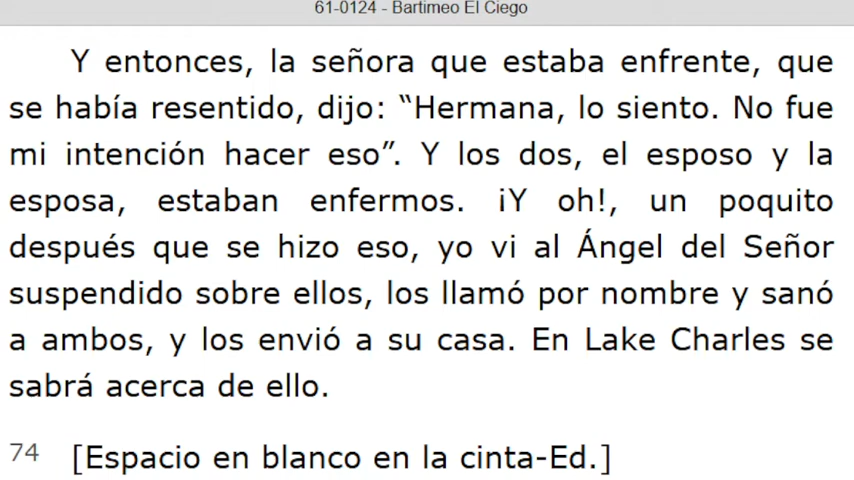 61-0124 - Bartimeo El Ciego
Y entonces, la señora que estaba enfrente, que
se había resentido, dijo: “Hermana, lo siento. No fue
mi intención hacer eso”. Y los dos, el esposo y la
esposa, estaban enfermos. ¡Y oh!, un poquito
después que se hizo eso, yo vi al Ángel del Señor
suspendido sobre ellos, los llamó por nombre y sanó
a ambos, y los envió a su casa. En Lake Charles se
sabrá acerca de ello.
74 [Espacio en blanco en la cinta-Ed.]